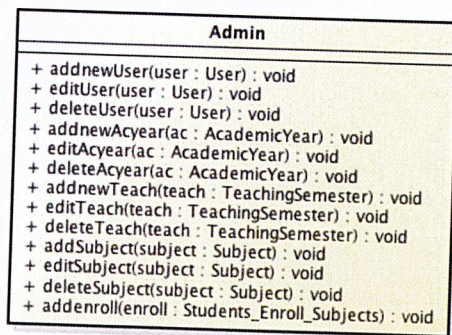 Admin
+ addnewUser(user : User) : void
+ editUser(user : User) : void
+ deleteUser(user : User) : void
+ addnewAcyear(ac : AcademicYear) : void
+ editAcyear(ac : AcademicYear) : void
+ deleteAcyear(ac : AcademicYear) : void
+ addnewTeach(teach : TeachingSemester) : void
+ editTeach(teach : TeachingSemester) : void
+ deleteTeach(teach : TeachingSemester) : void
+ addSubject(subject : Subject) : void
+ editSubject(subject : Subject) : void
+ deleteSubject(subject : Subject) : void
+ addenroll(enroll : Students_Enroll_Subjects) : void